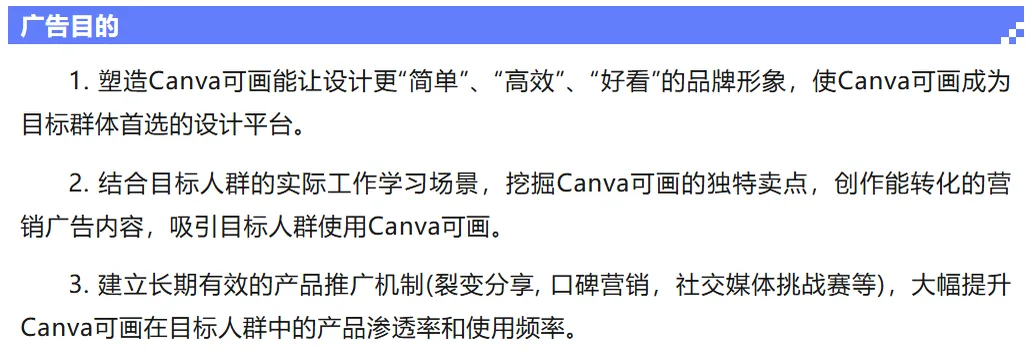 广告目的
1. 塑造Canva可画能让设计更“简单”、“高效”、“好看”的品牌形象，使Canva可画成为
目标群体首选的设计平台。
2. 结合目标人群的实际工作学习场景，挖掘Canva可画的独特卖点，创作能转化的营
销广告内容，吸引目标人群使用Canva可画。
3. 建立长期有效的产品推广机制(裂变分享, 口碑营销，社交媒体挑战赛等)，大幅提升
Canva可画在目标人群中的产品渗透率和使用频率。